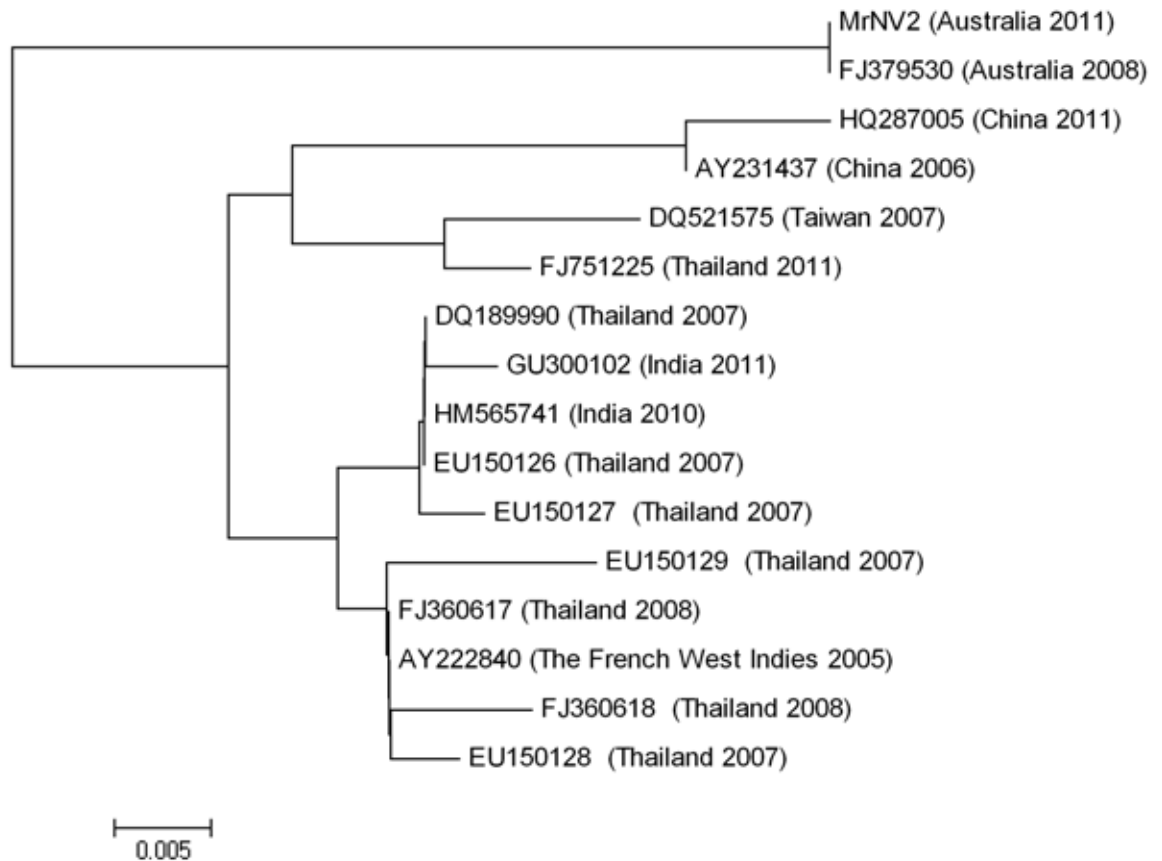 MrNV2 (Australia 2011)
FJ379530 (Australia 2008)
HQ287005 (China 2011)
AY231437 (China 2006)
DQ521575 (Taiwan 2007)
FJ751225 (Thailand 2011)
DQ189990 (Thailand 2007)
GU300102 (India 2011)
HM565741 (India 2010)
EU150126 (Thailand 2007)
EU150127 (Thailand 2007)
EU150129 (Thailand 2007)
FJ360617 (Thailand 2008)
AY222840 (The French West Indies 2005)
FJ360618 (Thailand 2008)
EU150128 (Thailand 2007)
0.005